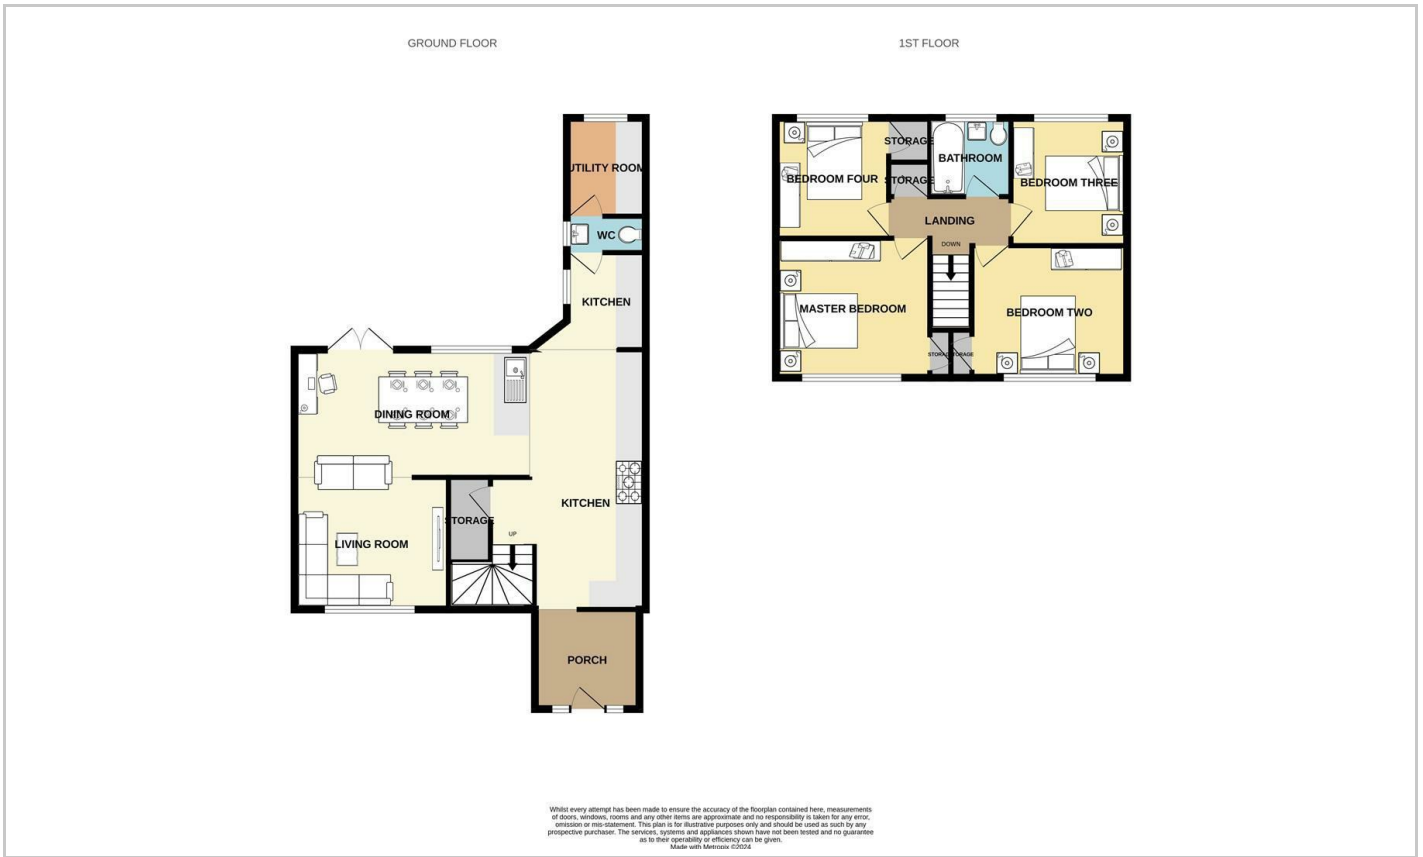 GROUND FLOOR
1ST FLOOR
UTILITY ROOM
WC
KITCHEN
DINING ROOM
STORAGE
KITCHEN
UP
LIVING ROOM
PORCH
STORAGE
BATHROOM
BEDROOM FOUR
STORAGE
BEDROOM THREE
LANDING
DOWN
MASTER BEDROOM
BEDROOM TWO
STORAGE
STORAGE
Whilst every attempt has been made to ensure the accuracy of the floorplan contained here, measurements
of doors, windows, rooms and any other items are approximate and no responsibility is taken for any error,
omission or mis-statement. This plan is for illustrative purposes only and should be used as such by any
prospective purchaser. The services, systems and appliances shown have not been tested and no guarantee
as to their operability or efficiency can be given.
Made with Metropix ©2024